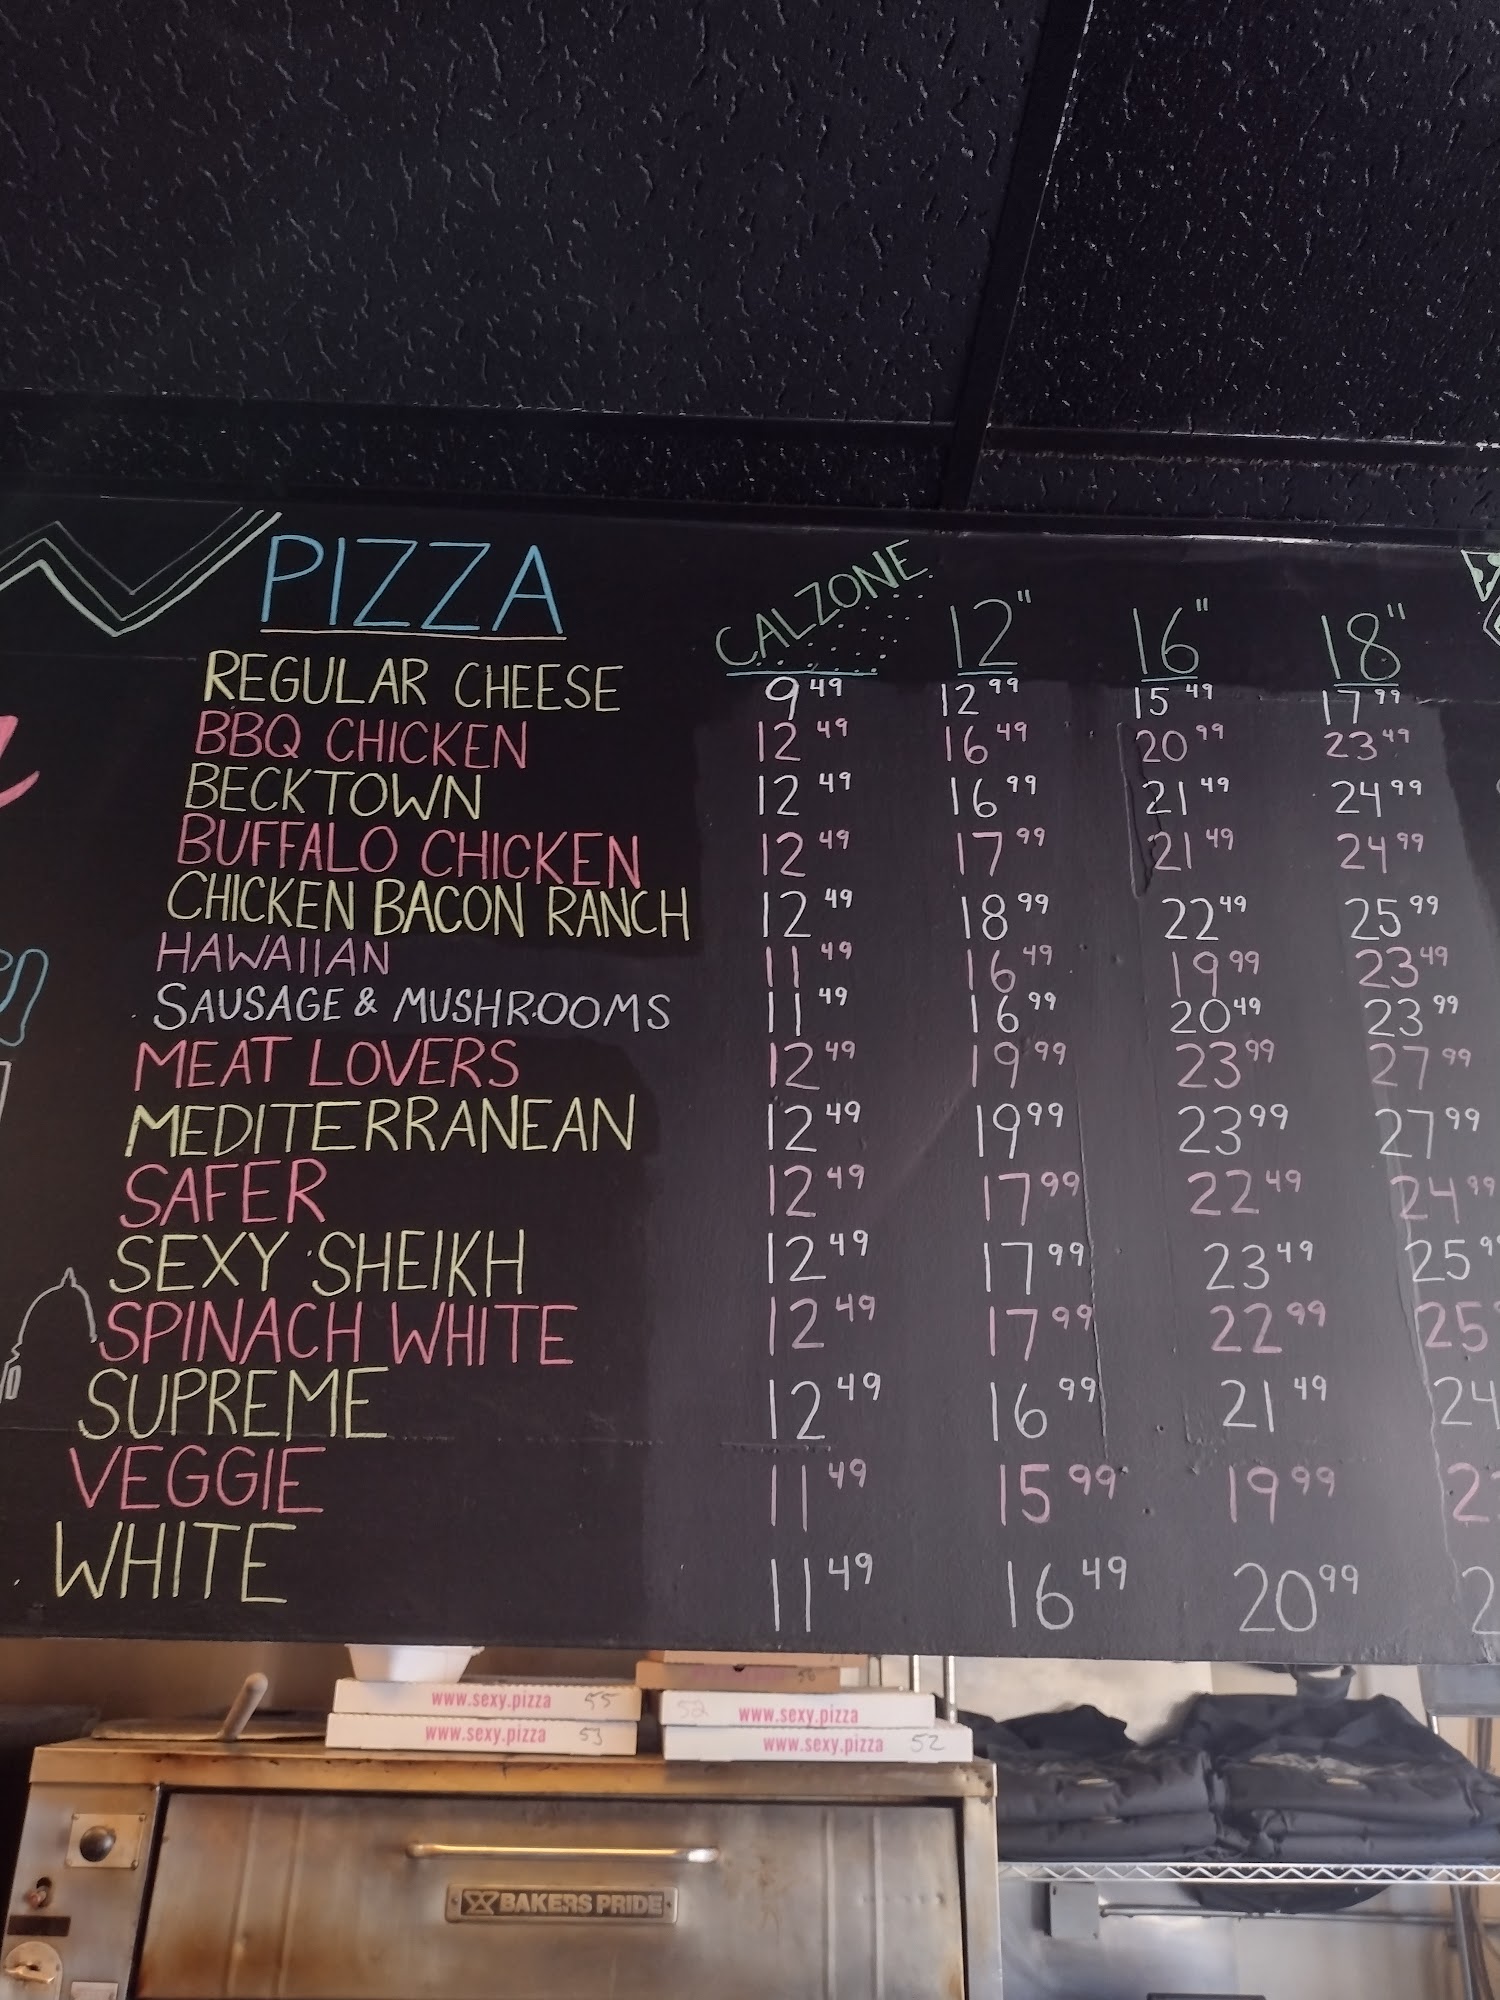 PIZZA CALZONE 12" 16" 18"
REGULAR CHEESE 9 49 12 99 15 49 17 99
BBQ CHICKEN 12 49 16 49 20 99 23 49
BECKTOWN 12 49 16 99 21 49 24 99
BUFFALO CHICKEN 12 49 17 99 21 49 24 99
CHICKEN BACON RANCH 12 49 18 99 22 49 25 99
HAWAIIAN 11 49 16 49 19 99 23 49
SAUSAGE & MUSHROOMS 11 49 16 99 20 49 23 99
MEAT LOVERS 12 49 19 99 23 99 27 99
MEDITERRANEAN 12 49 19 99 23 99 27 99
SAFER 12 49 17 99 22 49 24 99
SEXY SHEIKH 12 49 17 99 23 49 25
SPINACH WHITE 12 49 17 99 22 99 25
SUPREME 12 49 16 99 21 49 24
VEGGIE 11 49 15 99 19 99
WHITE 11 49 16 49 20 99
56
www.sexy.pizza 55 52 www.sexy.pizza
www.sexy.pizza 53 www.sexy.pizza 52
BAKERS PRIDE